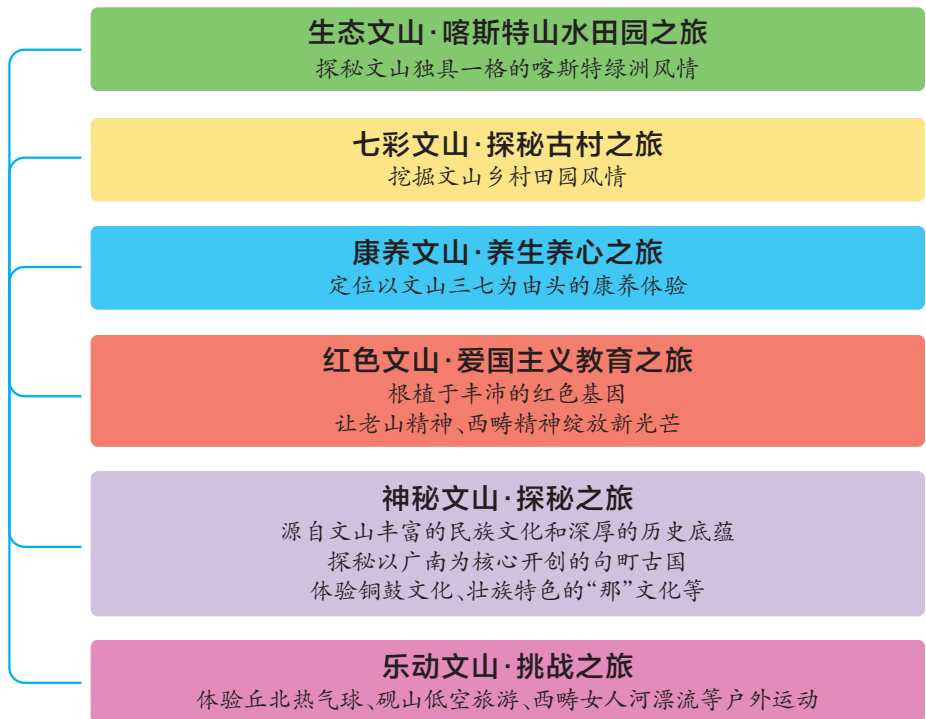 生态文山·喀斯特山水田园之旅
探秘文山独具一格的喀斯特绿洲风情
七彩文山·探秘古村之旅
挖掘文山乡村田园风情
康养文山·养生养心之旅
定位以文山三七为由头的康养体验
红色文山·爱国主义教育之旅
根植于丰沛的红色基因
让老山精神、西畴精神绽放新光芒
神秘文山·探秘之旅
源自文山丰富的民族文化和深厚的历史底蕴
探秘以广南为核心开创的句町古国
体验铜鼓文化、壮族特色的“那”文化等
乐动文山·挑战之旅
体验丘北热气球、砚山低空旅游、西畴女人河漂流等户外运动